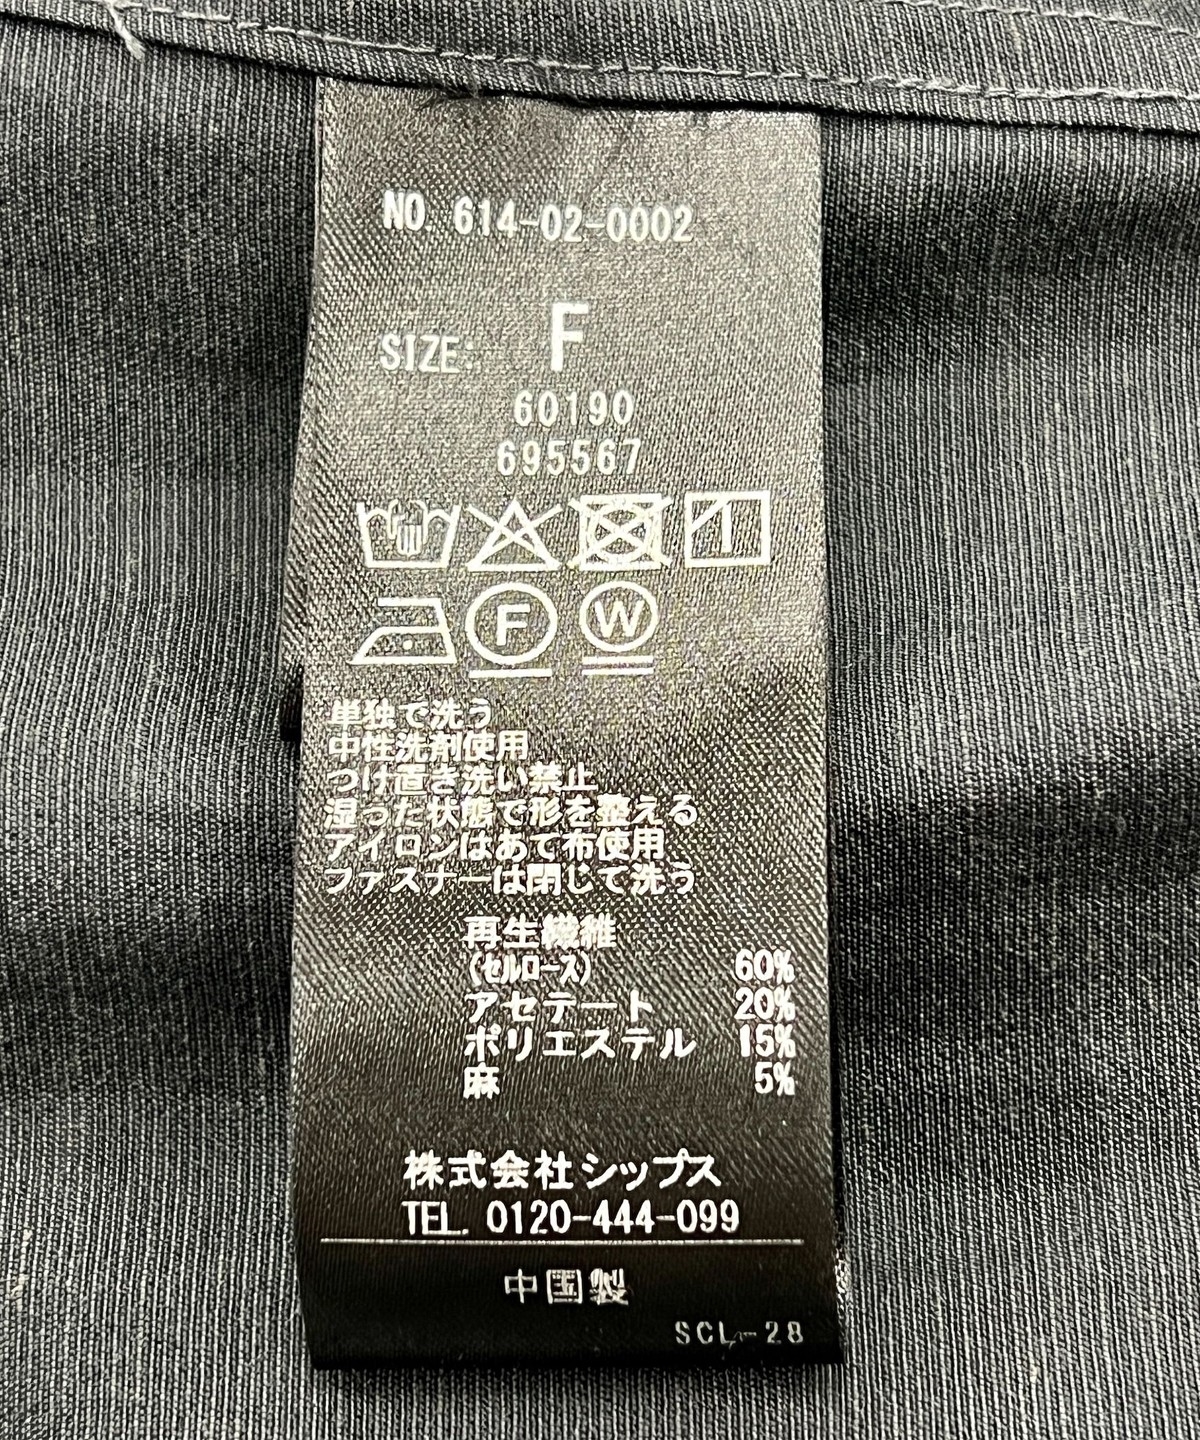 NO. 614-02-0002
SIZE: F
60190
695567
F W
単独で洗う
中性洗剤使用
つけ直き洗い禁止
湿った状態で形を整える
アイロンはあて布使用
ファスナーは閉じて洗う
再生繊維
(セルロース) 60%
アセテート 20%
ポリエステル 15%
麻 5%
株式会社シップス
TEL. 0120-444-099
中国製
SCL-28